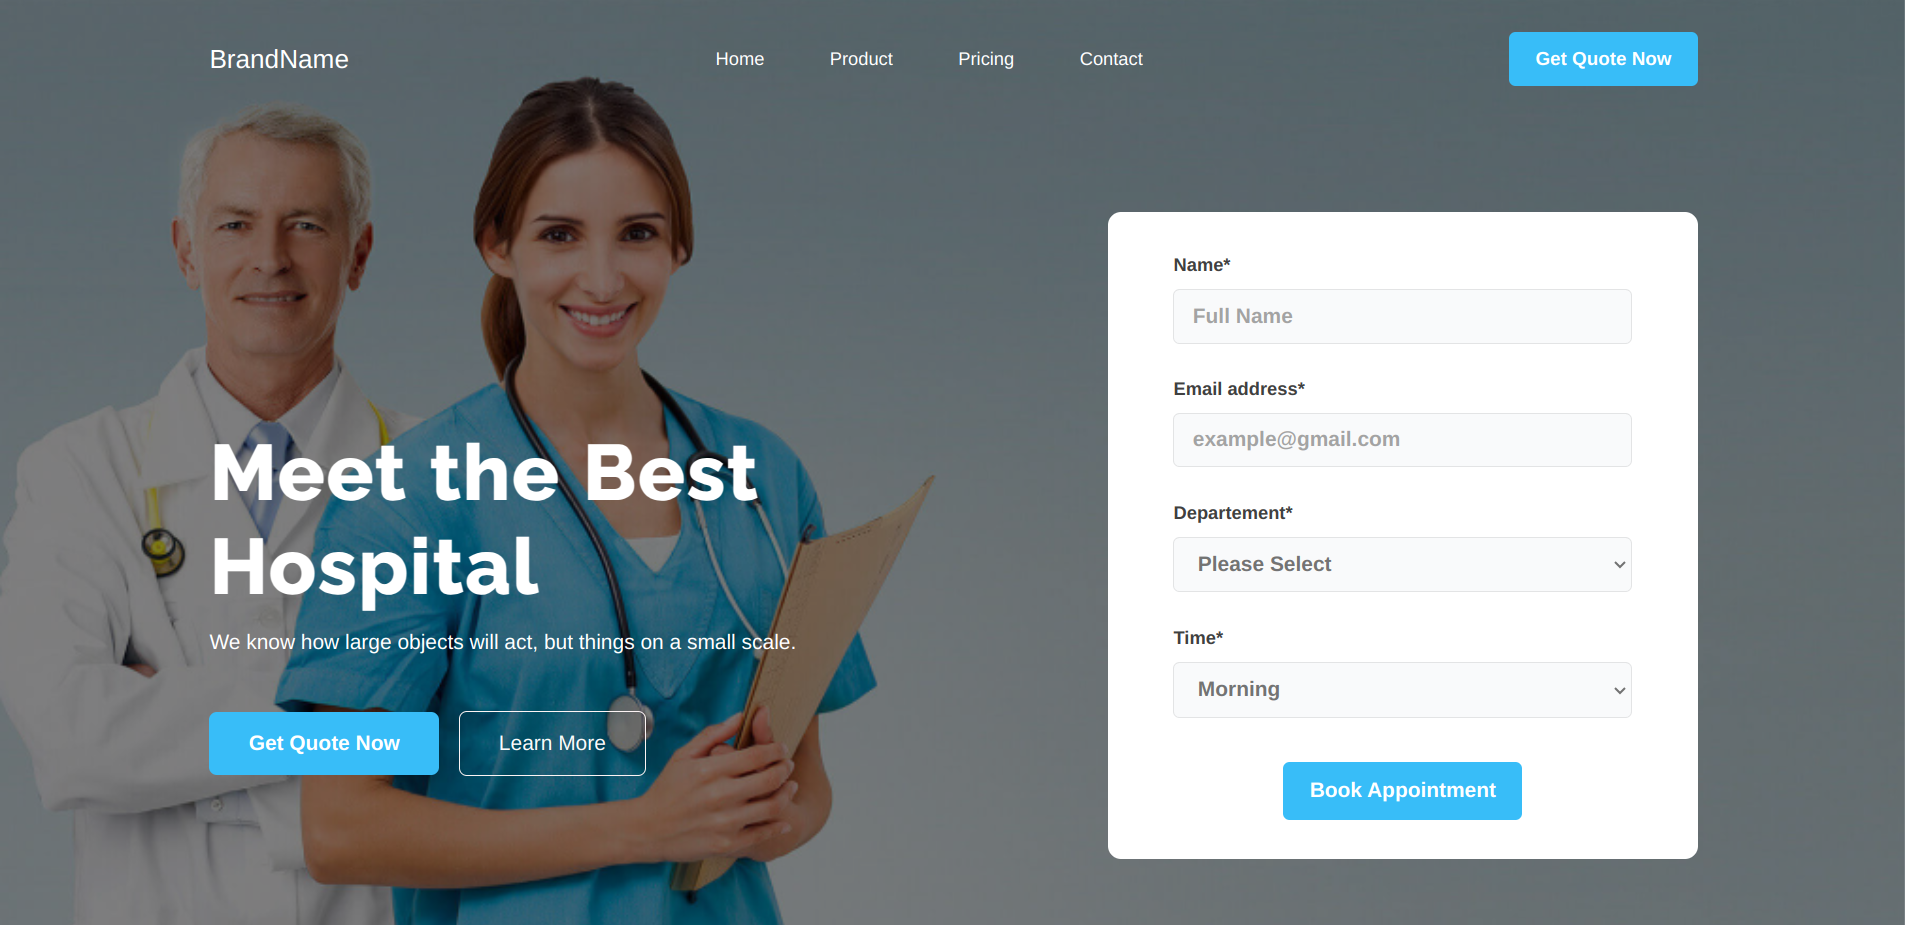 BrandName
Home Product Pricing Contact
Get Quote Now
Meet the Best
Hospital
We know how large objects will act, but things on a small scale.
Get Quote Now
Learn More
Name*
Full Name
Email address*
example@gmail.com
Departement*
Please Select
Time*
Morning
Book Appointment